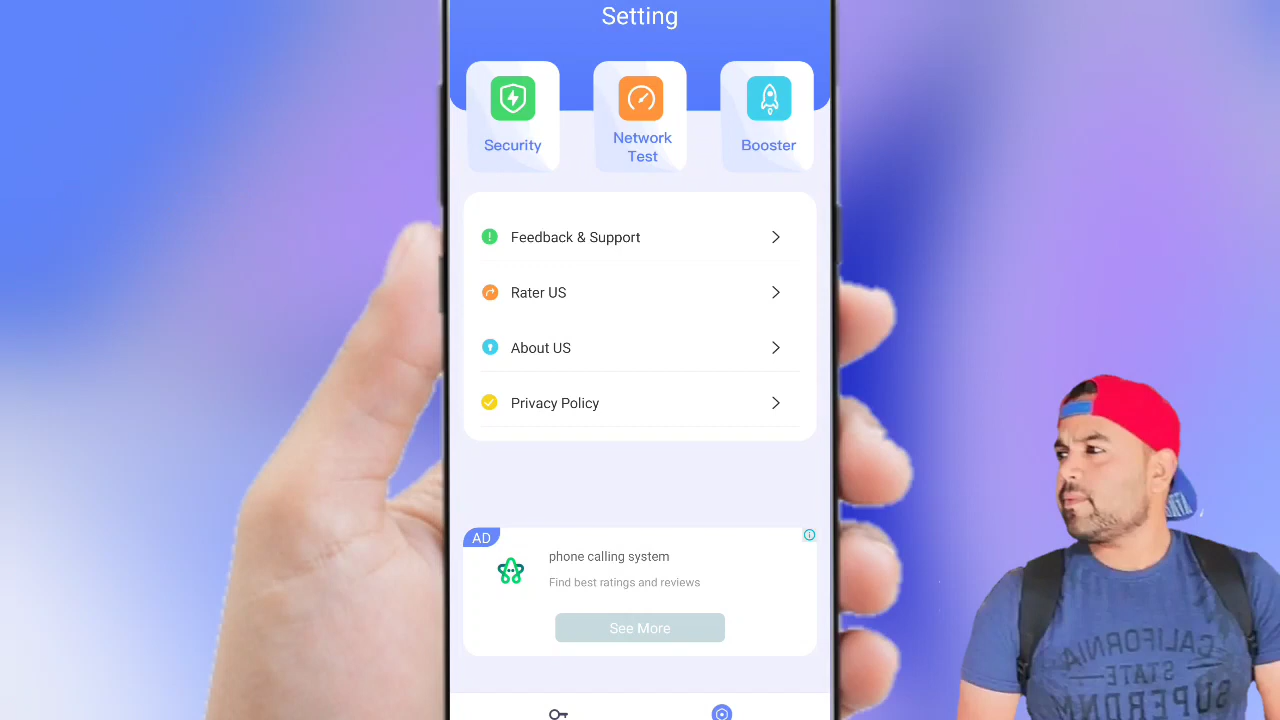 Setting
Security
Network
Test
Booster
Feedback & Support
Rater US
About US
Privacy Policy
AD
phone calling system
Find best ratings and reviews
See More
CALIFORNIA
STATE